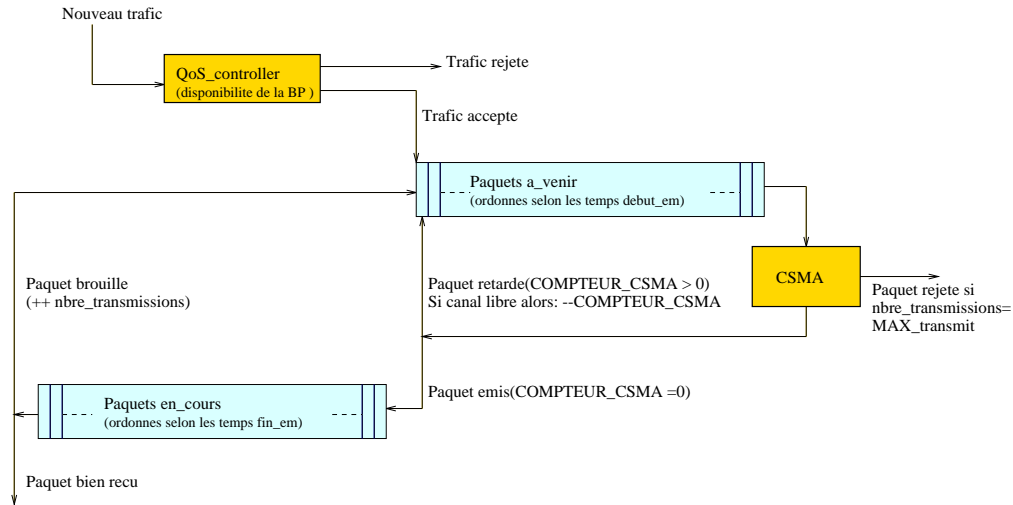 Nouveau trafic
QoS_controller
(disponibilite de la BP )
Trafic rejete
Trafic accepte
Paquets a_venir
(ordonnes selon les temps debut_em)
CSMA
Paquet brouille
(++ nbre_transmissions)
Paquet retarde(COMPTEUR_CSMA > 0)
Si canal libre alors: --COMPTEUR_CSMA
Paquet rejete si
nbre_transmissions=
MAX_transmit
Paquet emis(COMPTEUR_CSMA =0)
Paquets en_cours
(ordonnes selon les temps fin_em)
Paquet bien recu